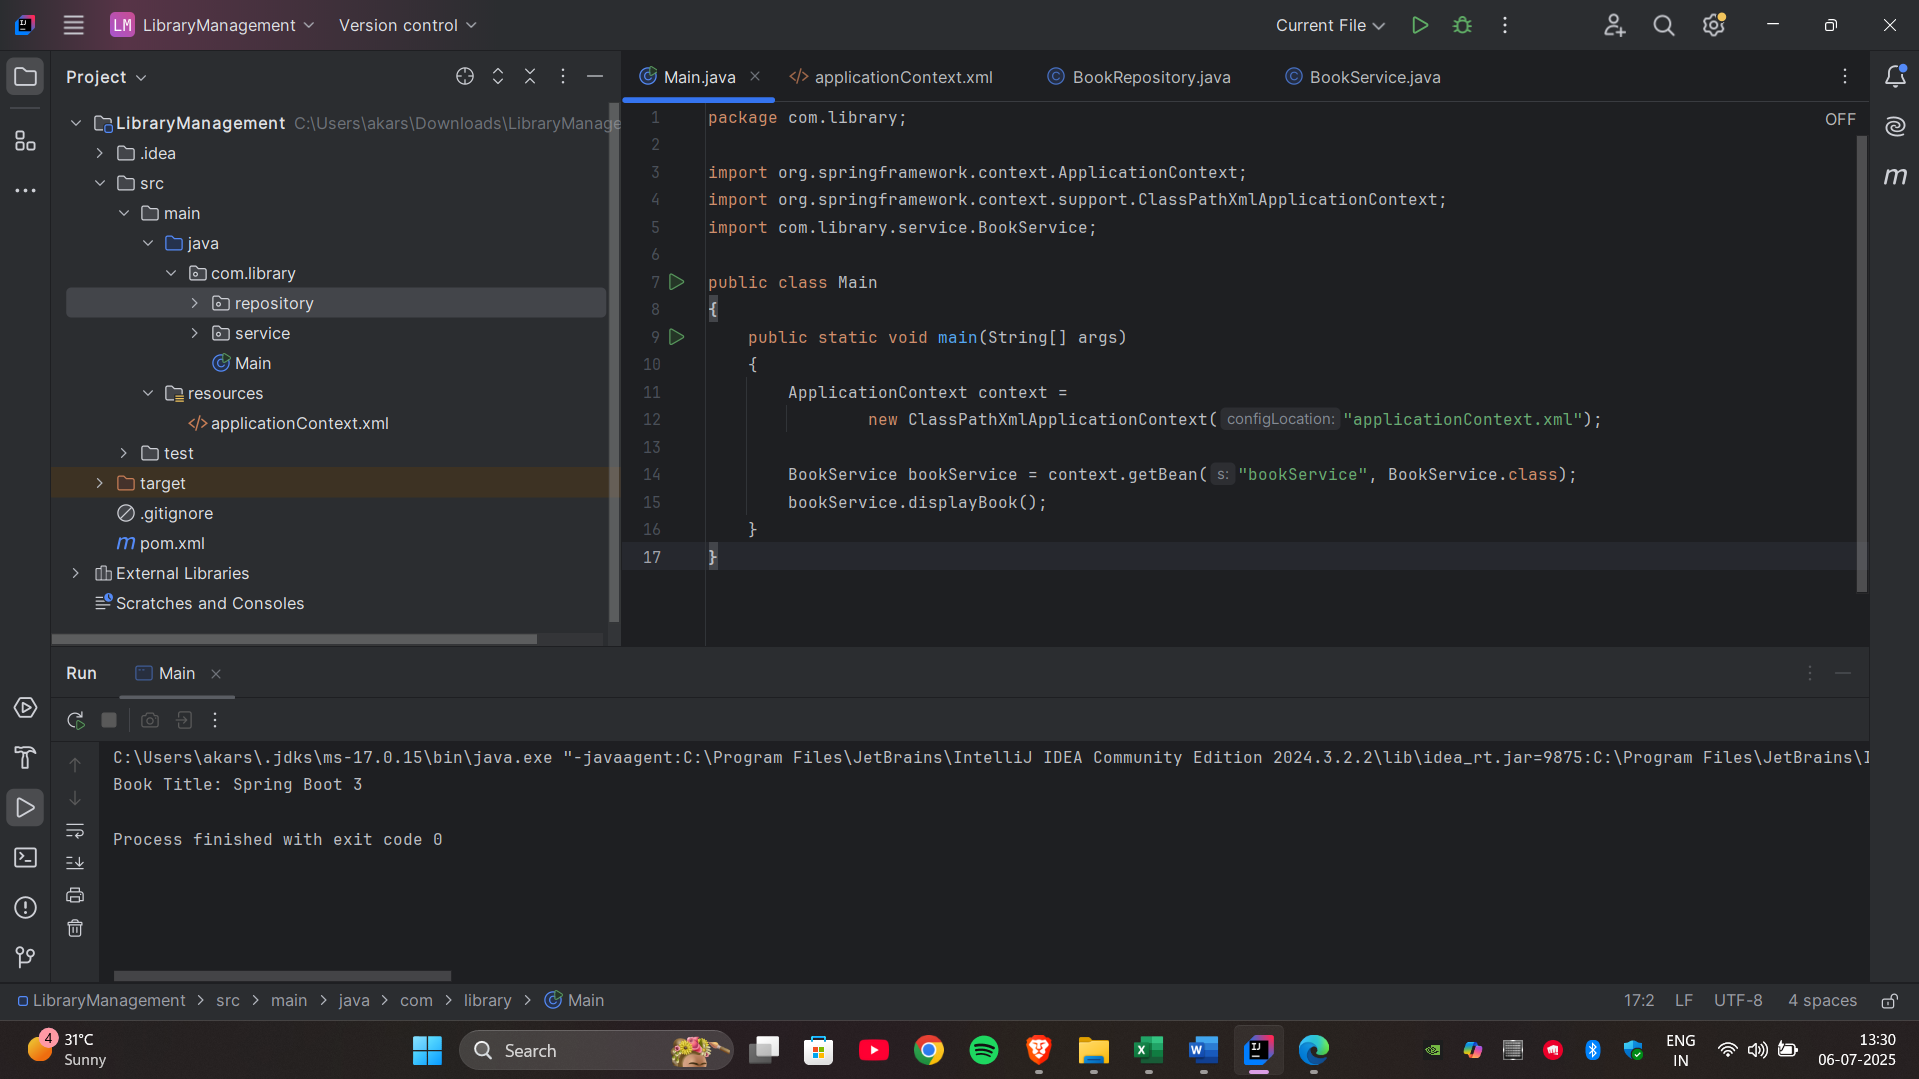 LM LibraryManagement Version control Current File
Project
Main.java applicationContext.xml BookRepository.java BookService.java
LibraryManagement C:\Users\akars\Downloads\LibraryManage
.idea
src
main
java
com.library
repository
service
Main
resources
applicationContext.xml
test
target
.gitignore
m pom.xml
External Libraries
Scratches and Consoles
OFF
m
1 package com.library;
2
3 import org.springframework.context.ApplicationContext;
4 import org.springframework.context.support.ClassPathXmlApplicationContext;
5 import com.library.service.BookService;
6
7 public class Main
8 {
9 public static void main(String[] args)
10 {
11 ApplicationContext context =
12 new ClassPathXmlApplicationContext( configLocation: "applicationContext.xml");
13
14 BookService bookService = context.getBean( s: "bookService", BookService.class);
15 bookService.displayBook();
16 }
17 }
Run Main
C:\Users\akars\.jdks\ms-17.0.15\bin\java.exe "-javaagent:C:\Program Files\JetBrains\IntelliJ IDEA Community Edition 2024.3.2.2\lib\idea_rt.jar=9875:C:\Program Files\JetBrains\I
Book Title: Spring Boot 3
Process finished with exit code 0
LibraryManagement > src > main > java > com > library > Main 17:2 LF UTF-8 4 spaces
4 31°C
Sunny
Search
ENG
IN
13:30
06-07-2025